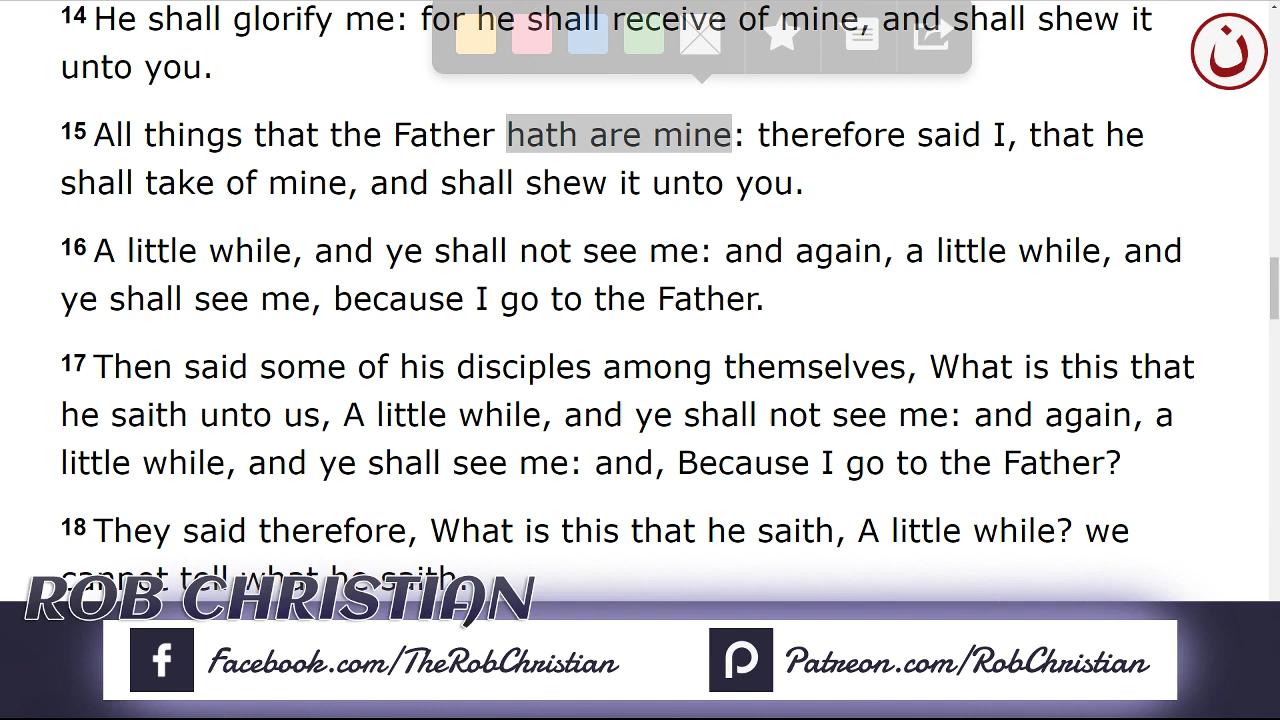 14 He shall glorify me: for he shall receive of mine, and shall shew it
unto you.
ن
15 All things that the Father hath are mine: therefore said I, that he
shall take of mine, and shall shew it unto you.
16 A little while, and ye shall not see me: and again, a little while, and
ye shall see me, because I go to the Father.
17 Then said some of his disciples among themselves, What is this that
he saith unto us, A little while, and ye shall not see me: and again, a
little while, and ye shall see me: and, Because I go to the Father?
18 They said therefore, What is this that he saith, A little while? we
cannot tell what he saith.
ROB CHRISTIAN
f Facebook.com/TheRobChristian
Patreon.com/RobChristian